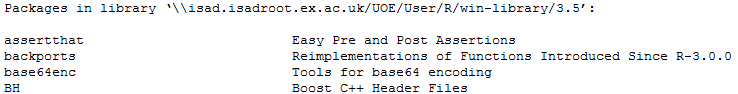 Packages in library ‘\\isad.isadroot.ex.ac.uk/UOE/User/R/win-library/3.5’:
assertthat Easy Pre and Post Assertions
backports Reimplementations of Functions Introduced Since R-3.0.0
base64enc Tools for base64 encoding
BH Boost C++ Header Files